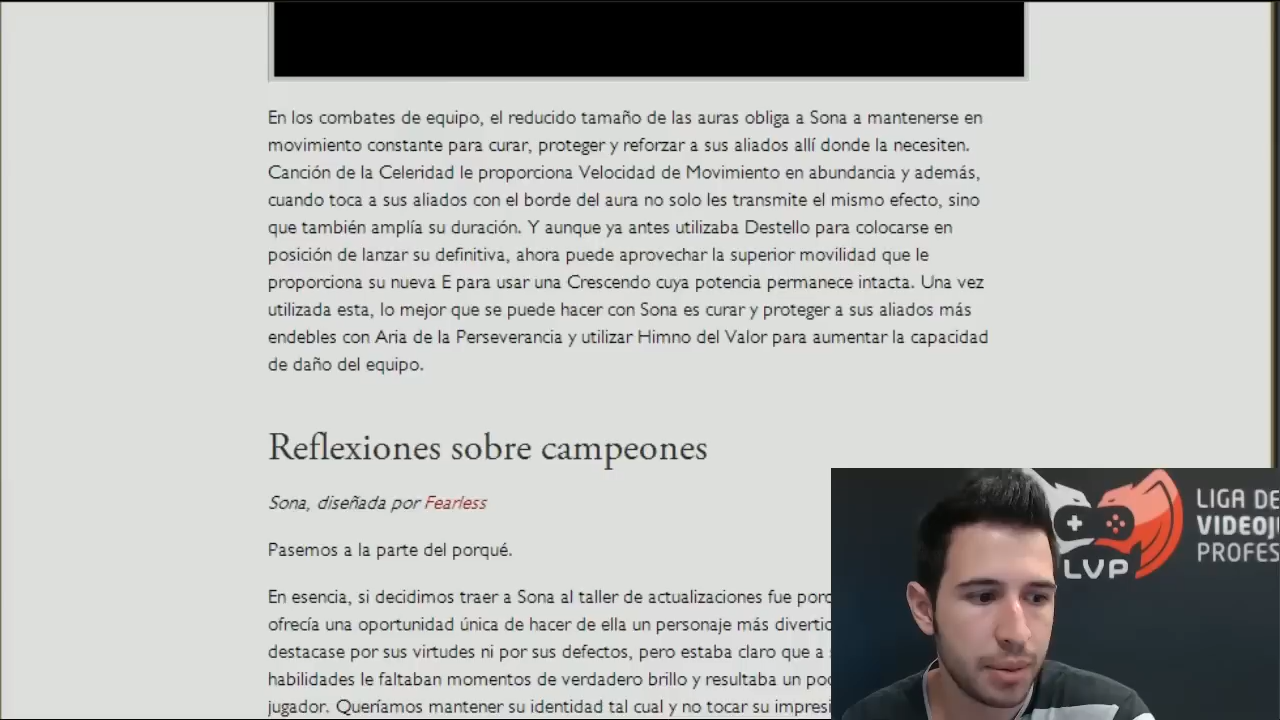 En los combates de equipo, el reducido tamaño de las auras obliga a Sona a mantenerse en
movimiento constante para curar, proteger y reforzar a sus aliados allí donde la necesiten.
Canción de la Celeridad le proporciona Velocidad de Movimiento en abundancia y además,
cuando toca a sus aliados con el borde del aura no solo les transmite el mismo efecto, sino
que también amplía su duración. Y aunque ya antes utilizaba Destello para colocarse en
posición de lanzar su definitiva, ahora puede aprovechar la superior movilidad que le
proporciona su nueva E para usar una Crescendo cuya potencia permanece intacta. Una vez
utilizada esta, lo mejor que se puede hacer con Sona es curar y proteger a sus aliados más
endebles con Aria de la Perseverancia y utilizar Himno del Valor para aumentar la capacidad
de daño del equipo.
Reflexiones sobre campeones
Sona, diseñada por Fearless
Pasemos a la parte del porqué.
En esencia, si decidimos traer a Sona al taller de actualizaciones fue
ofrecía una oportunidad única de hacer de ella un personaje más
destacase por sus virtudes ni por sus defectos, pero estaba claro que a
habilidades le faltaban momentos de verdadero brillo y resultaba un
jugador. Queríamos mantener su identidad tal cual y no tocar su
LIGA DE
PROFES
LVP